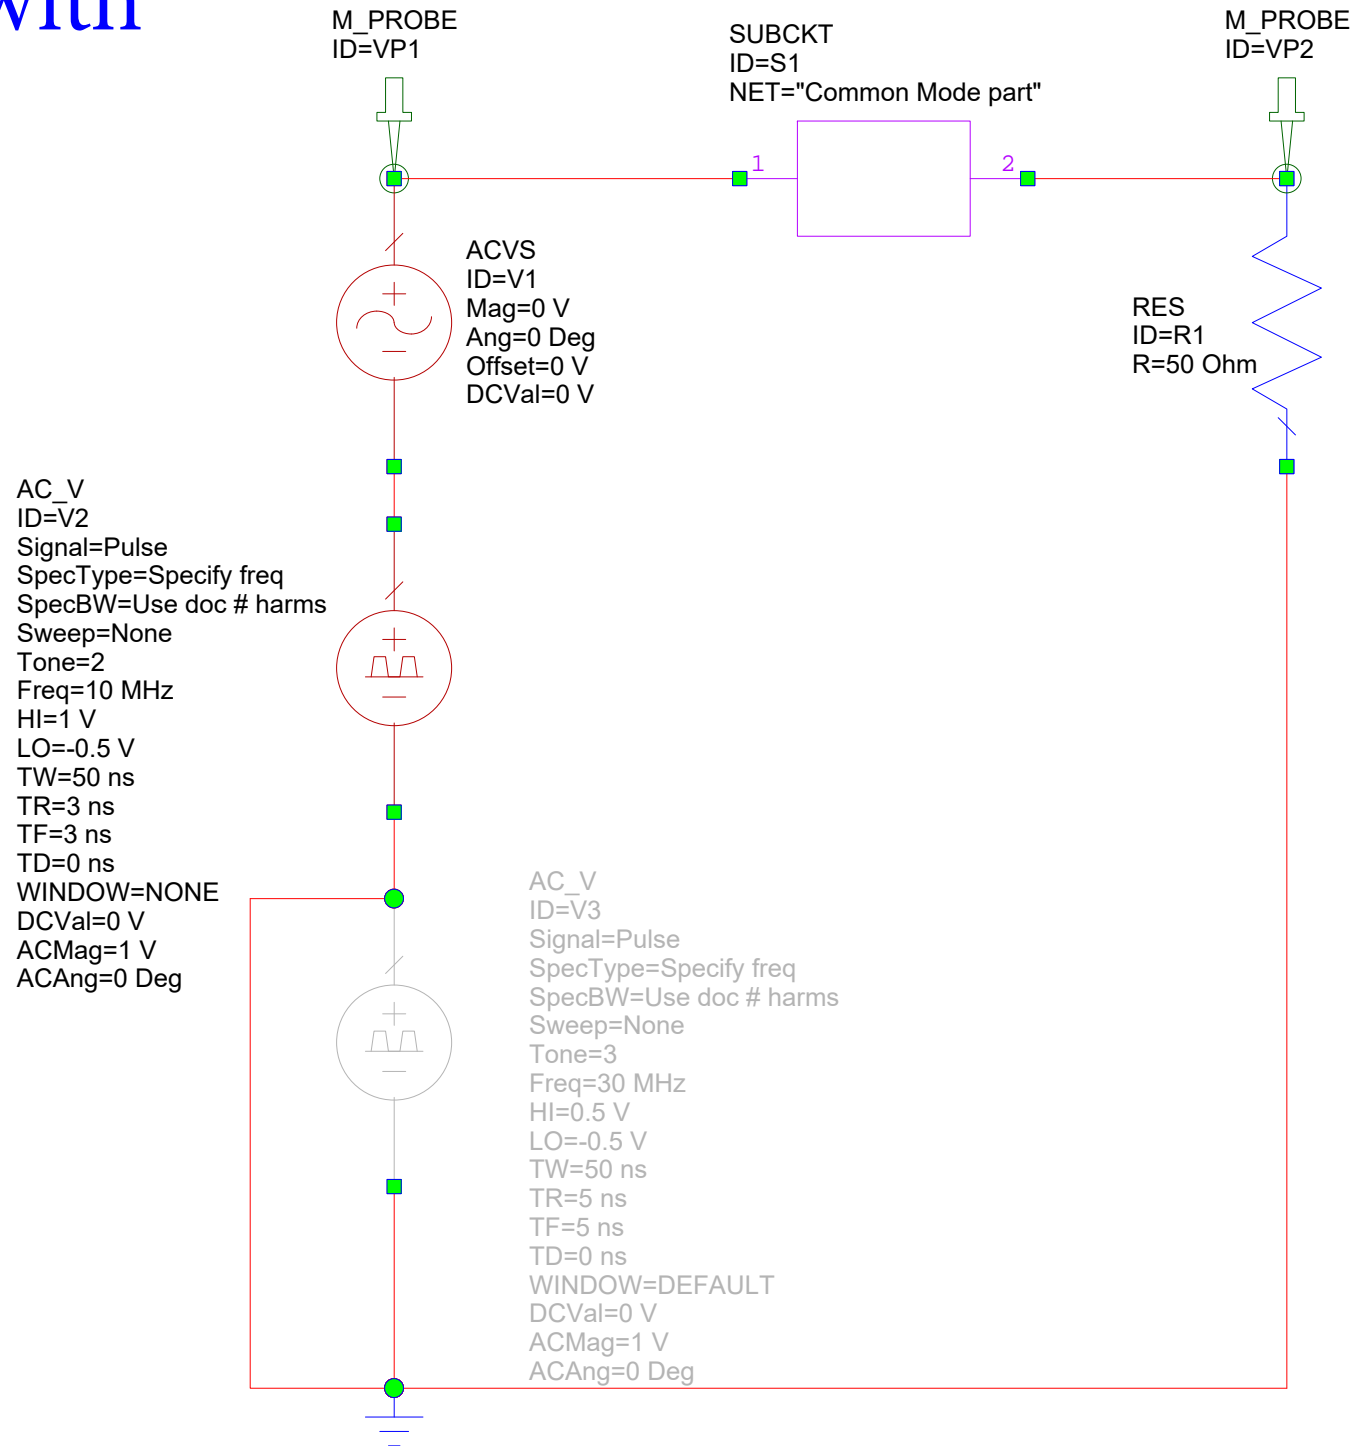 with
M_PROBE
ID=VP1
SUBCKT
ID=S1
NET="Common Mode part"
M_PROBE
ID=VP2
1
2
ACVS
ID=V1
Mag=0 V
Ang=0 Deg
Offset=0 V
DCVal=0 V
RES
ID=R1
R=50 Ohm
AC_V
ID=V2
Signal=Pulse
SpecType=Specify freq
SpecBW=Use doc # harms
Sweep=None
Tone=2
Freq=10 MHz
HI=1 V
LO=-0.5 V
TW=50 ns
TR=3 ns
TF=3 ns
TD=0 ns
WINDOW=NONE
DCVal=0 V
ACMag=1 V
ACAng=0 Deg
AC_V
ID=V3
Signal=Pulse
SpecType=Specify freq
SpecBW=Use doc # harms
Sweep=None
Tone=3
Freq=30 MHz
HI=0.5 V
LO=-0.5 V
TW=50 ns
TR=5 ns
TF=5 ns
TD=0 ns
WINDOW=DEFAULT
DCVal=0 V
ACMag=1 V
ACAng=0 Deg